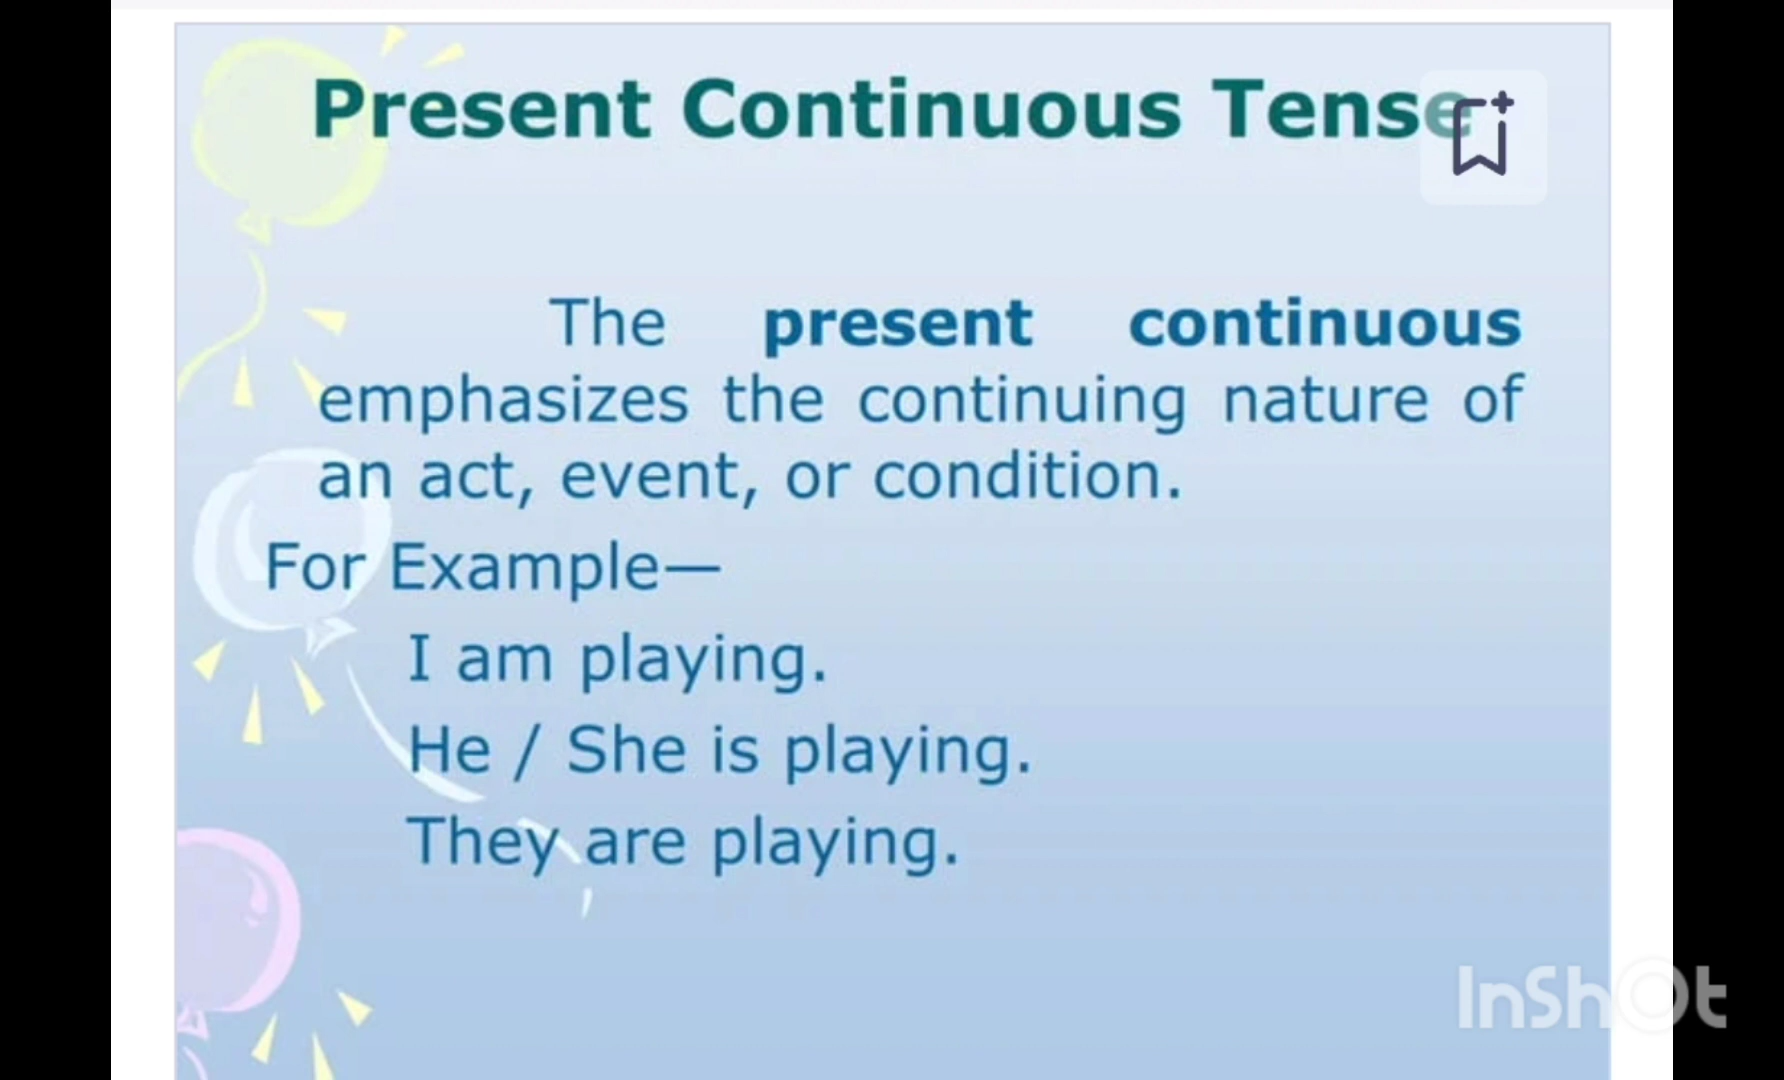 Present Continuous Tense
The present continuous
emphasizes the continuing nature of
an act, event, or condition.
For Example—
I am playing.
He / She is playing.
They are playing.
InShOt